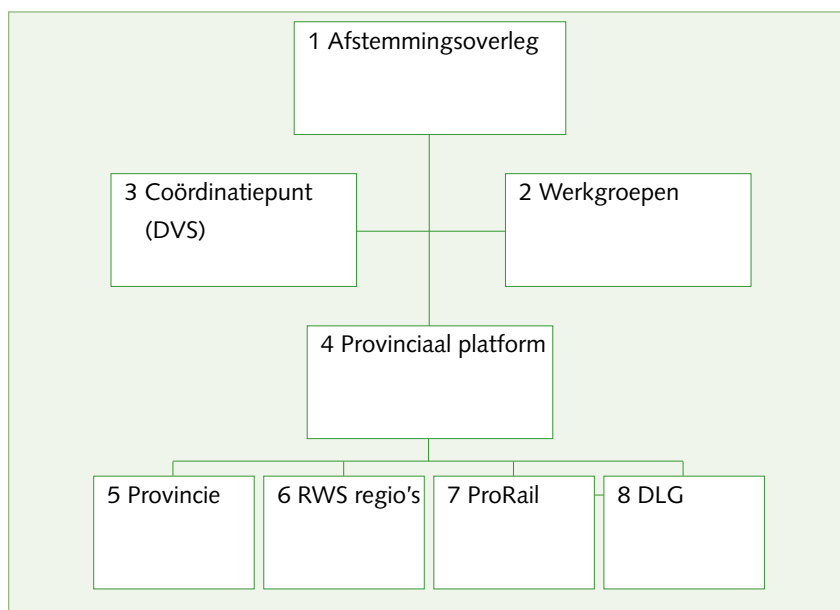 1 Afstemmingsoverleg
3 Coördinatiepunt
(DVS)
2 Werkgroepen
4 Provinciaal platform
5 Provincie
6 RWS regio's
7 ProRail
8 DLG